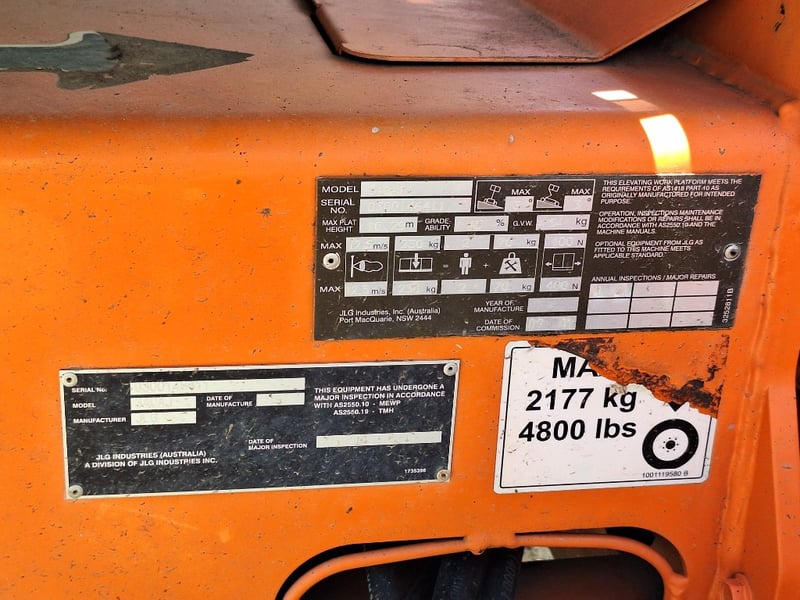 MODEL
MAX
MAX
SERIAL NO.
MAX PLAT HEIGHT
m
GRADE-ABILITY
%
G.V.W.
kg
MAX
m/s
kg
N
MAX
m/s
kg
kg
N
JLG Industries, Inc. (Australia)
Port MacQuarie, NSW 2444
YEAR OF MANUFACTURE
DATE OF COMMISSION
THIS ELEVATING WORK PLATFORM MEETS THE
REQUIREMENTS OF AS1418 PART-10 AS
ORIGINALLY MANUFACTURED FOR INTENDED
PURPOSE.
OPERATION, INSPECTIONS MAINTENANCE
MODIFICATIONS OR REPAIRS SHALL BE IN
ACCORDANCE WITH AS2550.10 AND THE
MACHINE MANUALS.
OPTIONAL EQUIPMENT FROM JLG AS
FITTED TO THIS MACHINE MEETS
APPLICABLE STANDARD.
ANNUAL INSPECTIONS / MAJOR REPAIRS
3252811B
SERIAL No.
MODEL
DATE OF MANUFACTURE
MANUFACTURER
THIS EQUIPMENT HAS UNDERGONE A
MAJOR INSPECTION IN ACCORDANCE
WITH AS2550.10 - MEWP
AS2550.19 - TMH
DATE OF
MAJOR INSPECTION
JLG INDUSTRIES (AUSTRALIA)
A DIVISION OF JLG INDUSTRIES INC.
1735398
MA
2177 kg
4800 lbs
1001119580 B